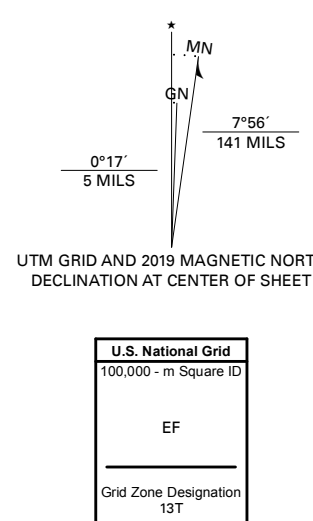 ★
MN
GN
7°56´
141 MILS
0°17´
5 MILS
UTM GRID AND 2019 MAGNETIC NORT
DECLINATION AT CENTER OF SHEET
U.S. National Grid
100,000 - m Square ID
EF
Grid Zone Designation
13T